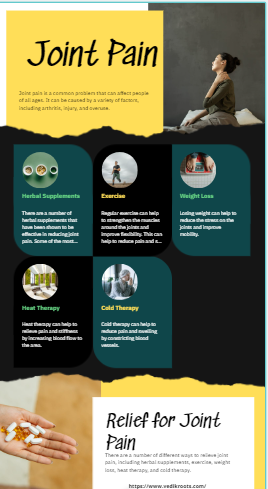 Joint Pain
Joint pain is a common problem that can affect people
of all ages. It can be caused by a variety of factors,
including arthritis, injury, and overuse.
Herbal Supplements
There are a number of
herbal supplements that
have been shown to be
effective in reducing joint
pain. Some of the most...
Exercise
Regular exercise can help
to strengthen the muscles
around the joints and
improve flexibility. This can
help to reduce pain and s...
Weight Loss
Losing weight can help to
reduce the stress on the
joints and improve
mobility.
Heat Therapy
Heat therapy can help to
relieve pain and stiffness
by increasing blood flow to
the area.
Cold Therapy
Cold therapy can help to
reduce pain and swelling
by constricting blood
vessels.
Relief for Joint
Pain
There are a number of different ways to relieve joint
pain, including herbal supplements, exercise, weight
loss, heat therapy, and cold therapy.
https://www.vedikroots.com/